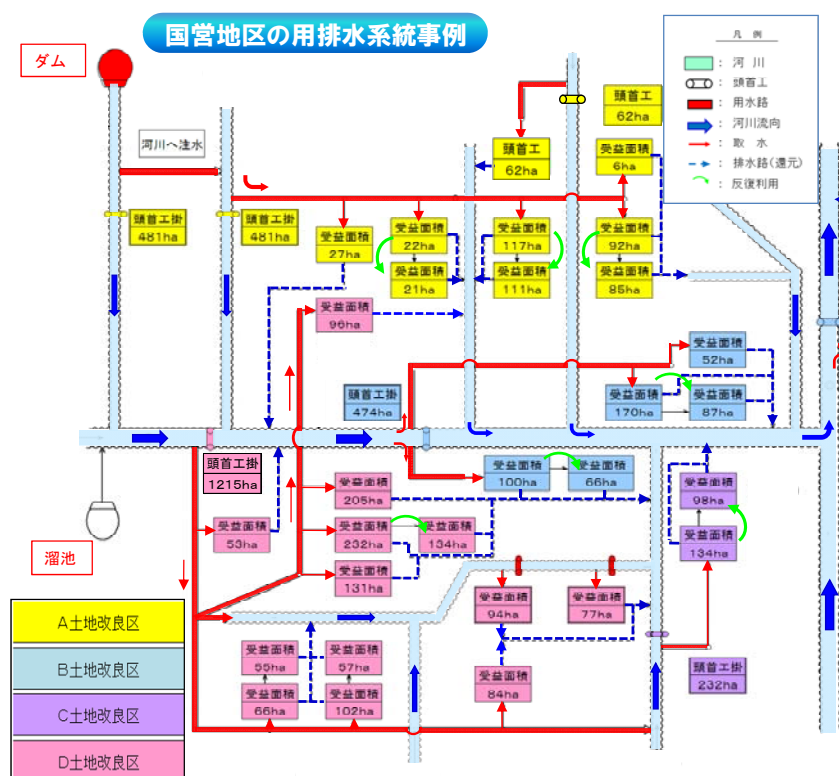 国営地区の用排水系統事例
ダム
凡 例
： 河 川
： 頭首工
： 用水路
： 河川流向
： 取 水
： 排水路(還元)
： 反復利用
頭首工
62ha
河川へ注水
頭首工
62ha
受益面積
6ha
頭首工掛
481ha
頭首工掛
481ha
受益面積
27ha
受益面積
22ha
受益面積
21ha
受益面積
117ha
受益面積
111ha
受益面積
92ha
受益面積
85ha
受益面積
96ha
受益面積
52ha
頭首工掛
474ha
受益面積
170ha
受益面積
87ha
頭首工掛
1215ha
受益面積
100ha
受益面積
66ha
受益面積
205ha
受益面積
98ha
受益面積
53ha
受益面積
232ha
受益面積
134ha
受益面積
134ha
溜池
受益面積
131ha
受益面積
94ha
受益面積
77ha
A土地改良区
B土地改良区
C土地改良区
D土地改良区
受益面積
55ha
受益面積
57ha
受益面積
66ha
受益面積
102ha
受益面積
84ha
頭首工掛
232ha